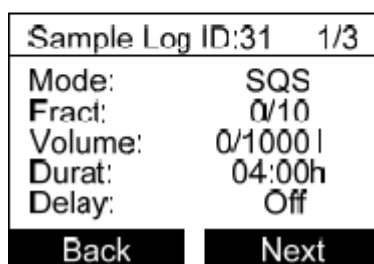 Sample Log ID:31 1/3
Mode: SQS
Fract: 0/10
Volume: 0/1000 l
Durat: 04:00h
Delay: Off
Back Next